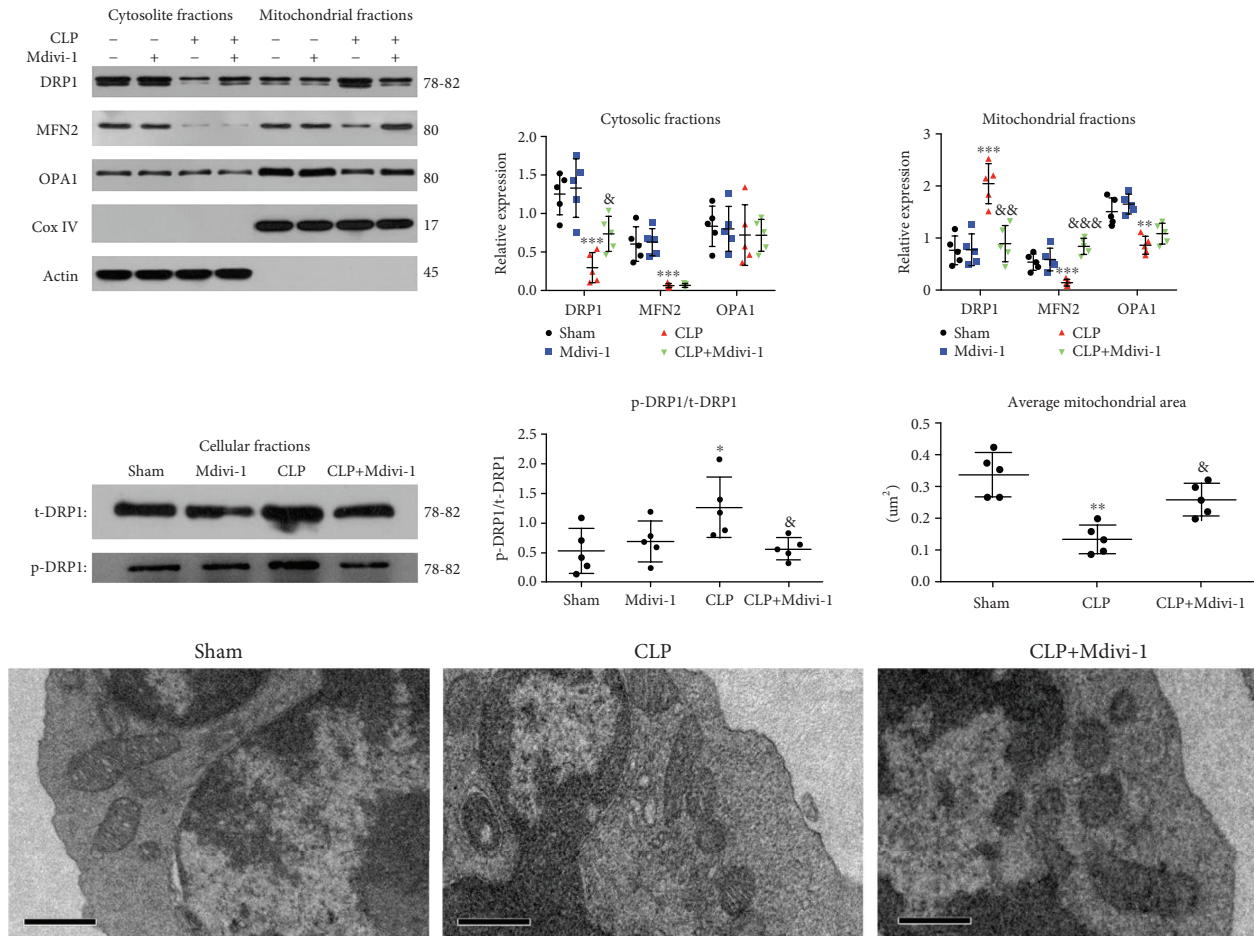 Cytosolite fractions Mitochondrial fractions
CLP – – + + – – + +
Mdivi-1 – + – + – + – +
DRP1 78-82
MFN2 80
OPA1 80
Cox IV 17
Actin 45
Cytosolic fractions
Relative expression
2.0
1.5
1.0
0.5
0.0
***
&
***
DRP1 MFN2 OPA1
Sham CLP
Mdivi-1 CLP+Mdivi-1
Mitochondrial fractions
Relative expression
3
2
1
0
***
&&
***
&&&
**
DRP1 MFN2 OPA1
Sham CLP
Mdivi-1 CLP+Mdivi-1
Cellular fractions
Sham Mdivi-1 CLP CLP+Mdivi-1
t-DRP1: 78-82
p-DRP1: 78-82
p-DRP1/t-DRP1
p-DRP1/t-DRP1
2.5
2.0
1.5
1.0
0.5
0.0
*
&
Sham Mdivi-1 CLP CLP+Mdivi-1
Average mitochondrial area
(um²)
0.5
0.4
0.3
0.2
0.1
0.0
**
&
Sham CLP CLP+Mdivi-1
Sham CLP CLP+Mdivi-1